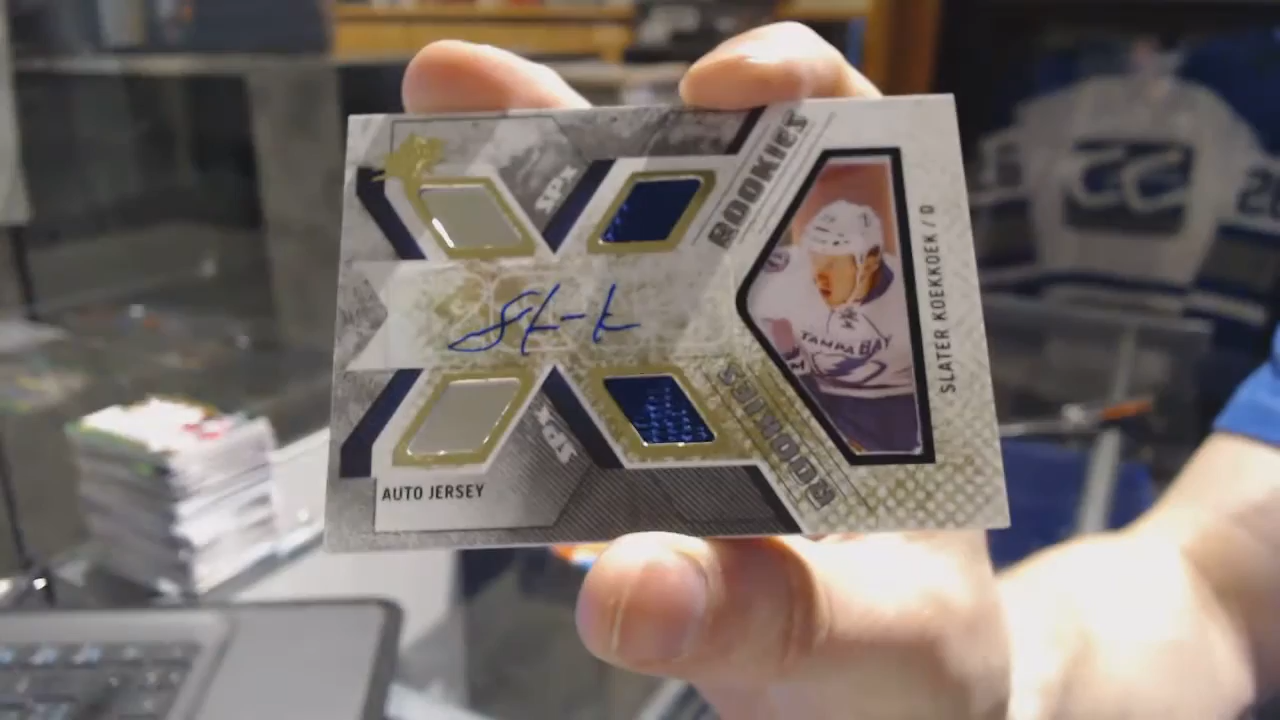 SPx
ROOKIES
TAMPA BAY
SLATER KOEKKOEK / D
SPx
ROOKIES
AUTO JERSEY